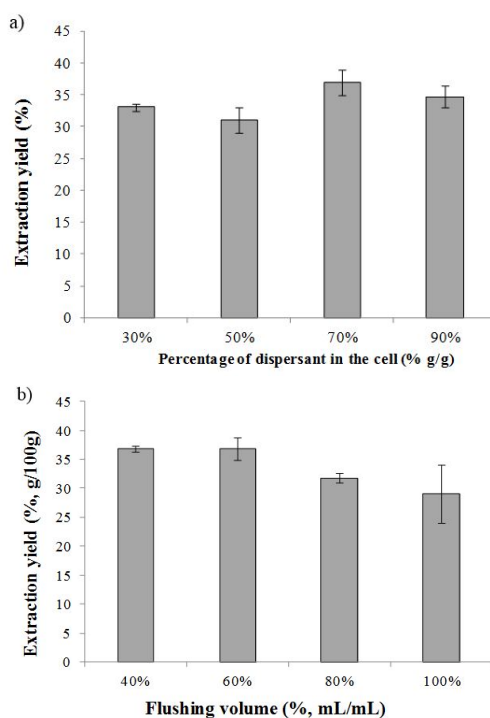 a)
Extraction yield (%)
45
40
35
30
25
20
15
10
5
0
30% 50% 70% 90%
Percentage of dispersant in the cell (% g/g)
b)
Extraction yield (%, g/100g)
45
40
35
30
25
20
15
10
5
0
40% 60% 80% 100%
Flushing volume (%, mL/mL)